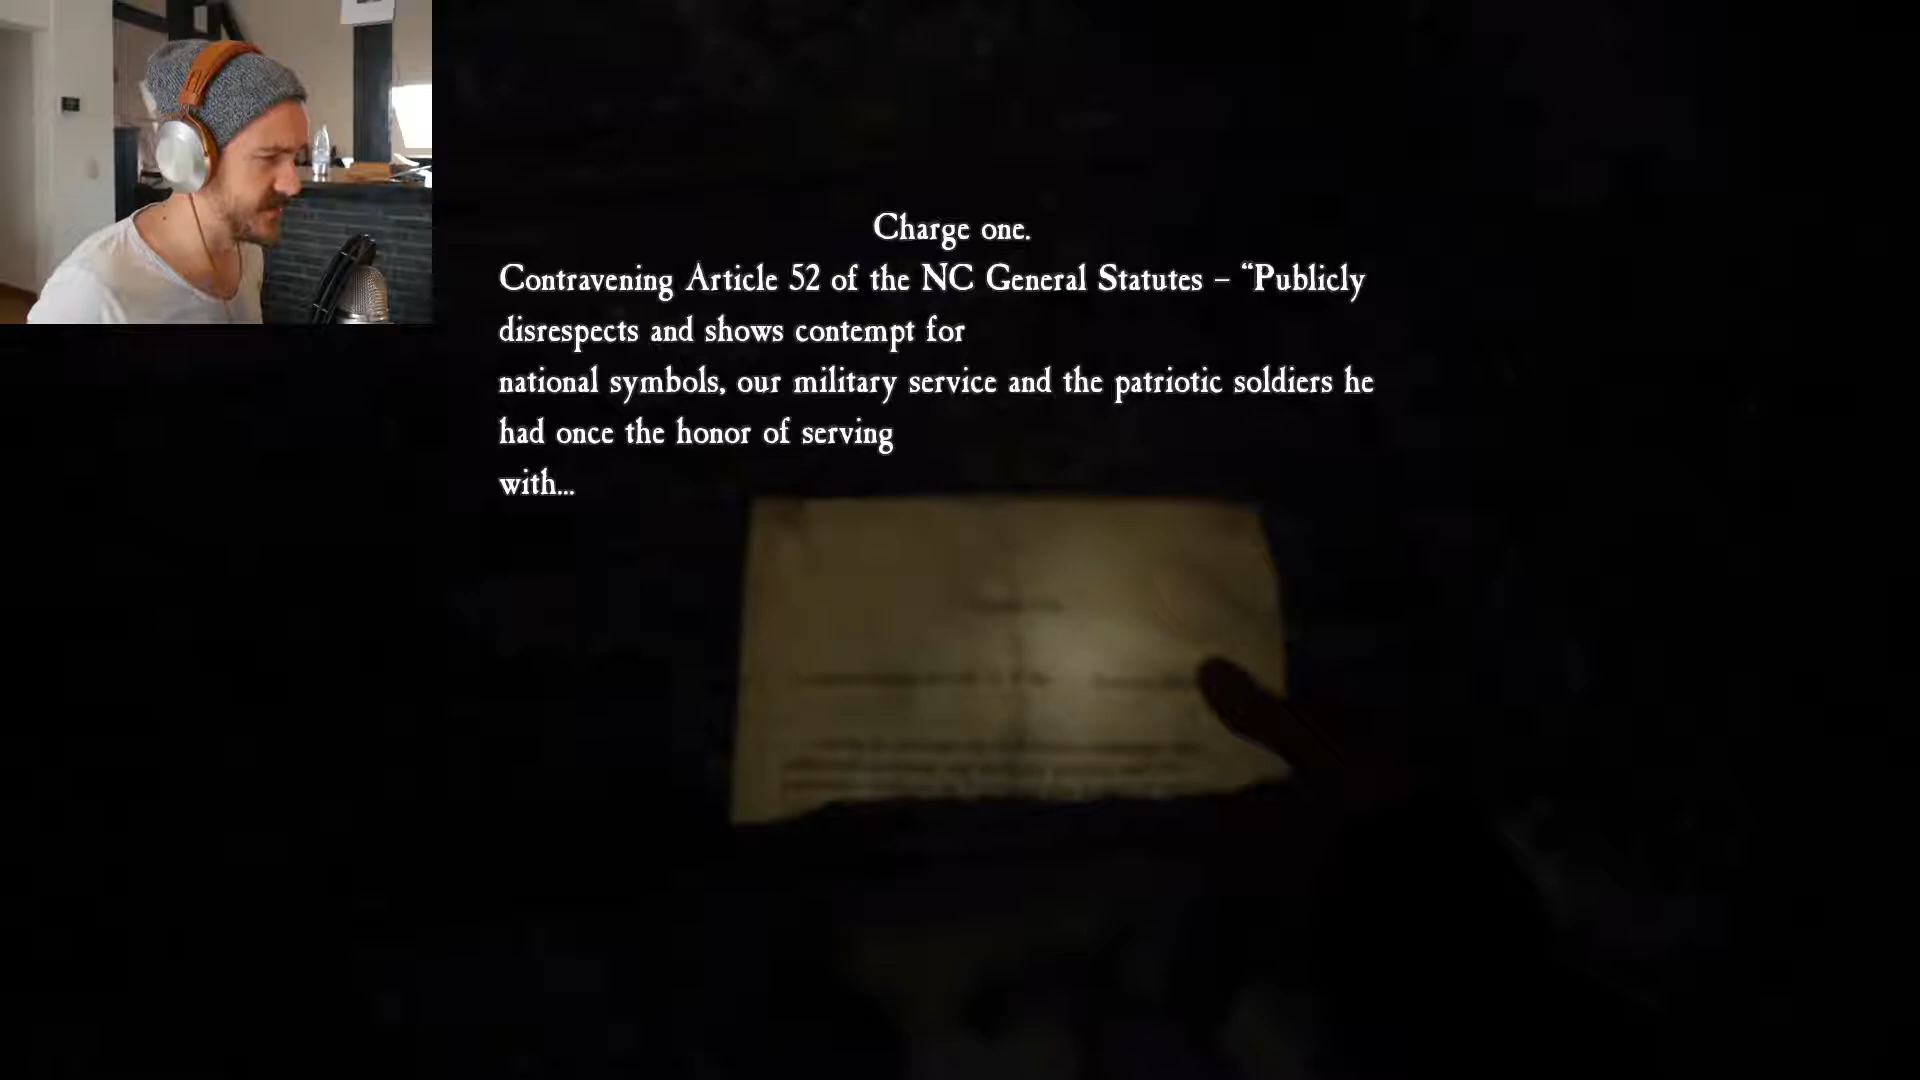 Charge one.
Contravening Article 52 of the NC General Statutes – “Publicly
disrespects and shows contempt for
national symbols, our military service and the patriotic soldiers he
had once the honor of serving
with...